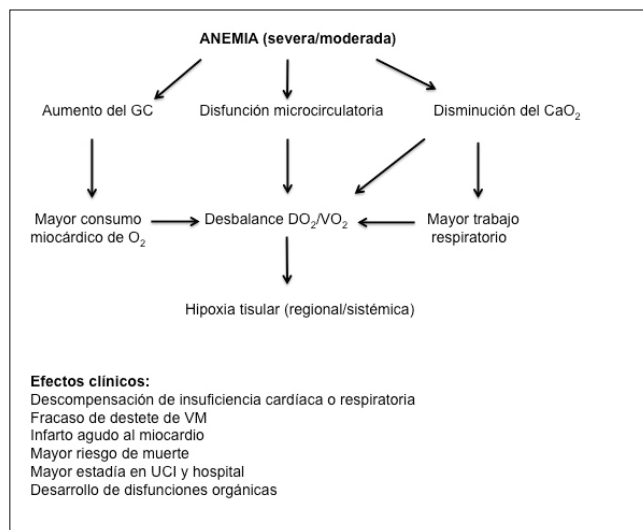 ANEMIA (severa/moderada)
Aumento del GC
Disfunción microcirculatoria
Disminución del CaO₂
Mayor consumo
miocárdico de O₂
Desbalance DO₂/VO₂
Mayor trabajo
respiratorio
Hipoxia tisular (regional/sistémica)
Efectos clínicos:
Descompensación de insuficiencia cardíaca o respiratoria
Fracaso de destete de VM
Infarto agudo al miocardio
Mayor riesgo de muerte
Mayor estadía en UCI y hospital
Desarrollo de disfunciones orgánicas